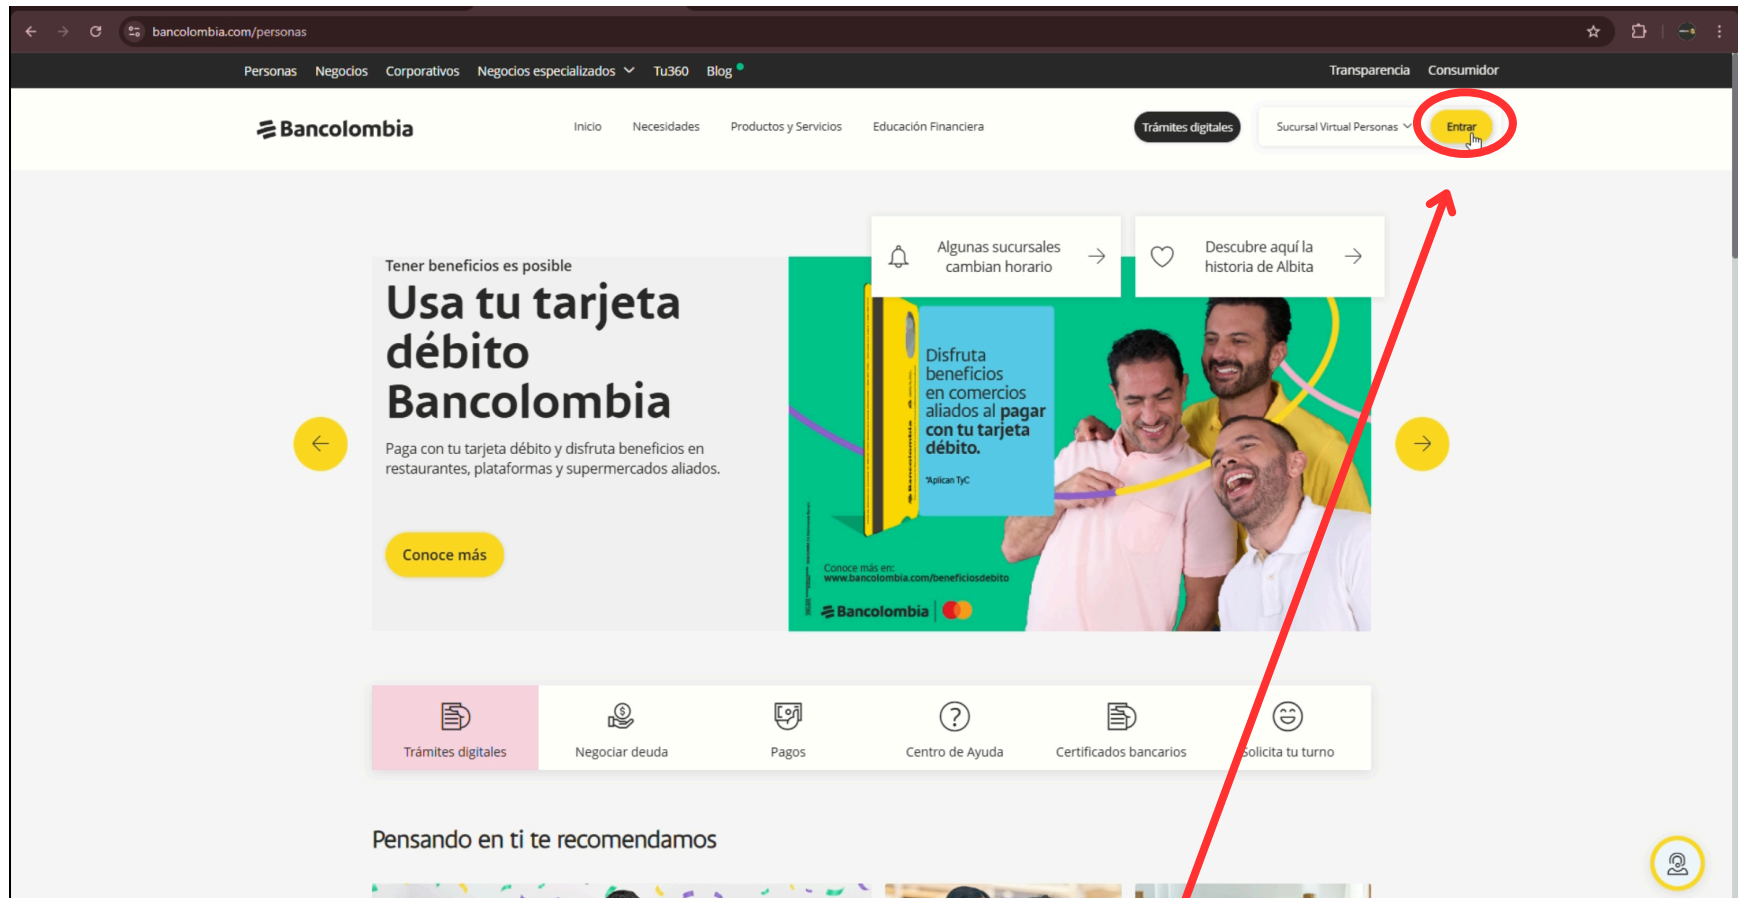 bancolombia.com/personas
Personas Negocios Corporativos Negocios especializados Tu360 Blog Transparencia Consumidor
Bancolombia Inicio Necesidades Productos y Servicios Educación Financiera Trámites digitales Sucursal Virtual Personas Entrar
Algunas sucursales
cambian horario
Descubre aquí la
historia de Albita
Tener beneficios es posible
Usa tu tarjeta
débito
Bancolombia
Paga con tu tarjeta débito y disfruta beneficios en
restaurantes, plataformas y supermercados aliados.
Conoce más
Disfruta
beneficios
en comercios
aliados al pagar
con tu tarjeta
débito.
*Aplican TyC
Bancolombia
Conoce más en:
www.bancolombia.com/beneficiosdebito
Bancolombia
Trámites digitales Negociar deuda Pagos Centro de Ayuda Certificados bancarios Solicita tu turno
Pensando en ti te recomendamos